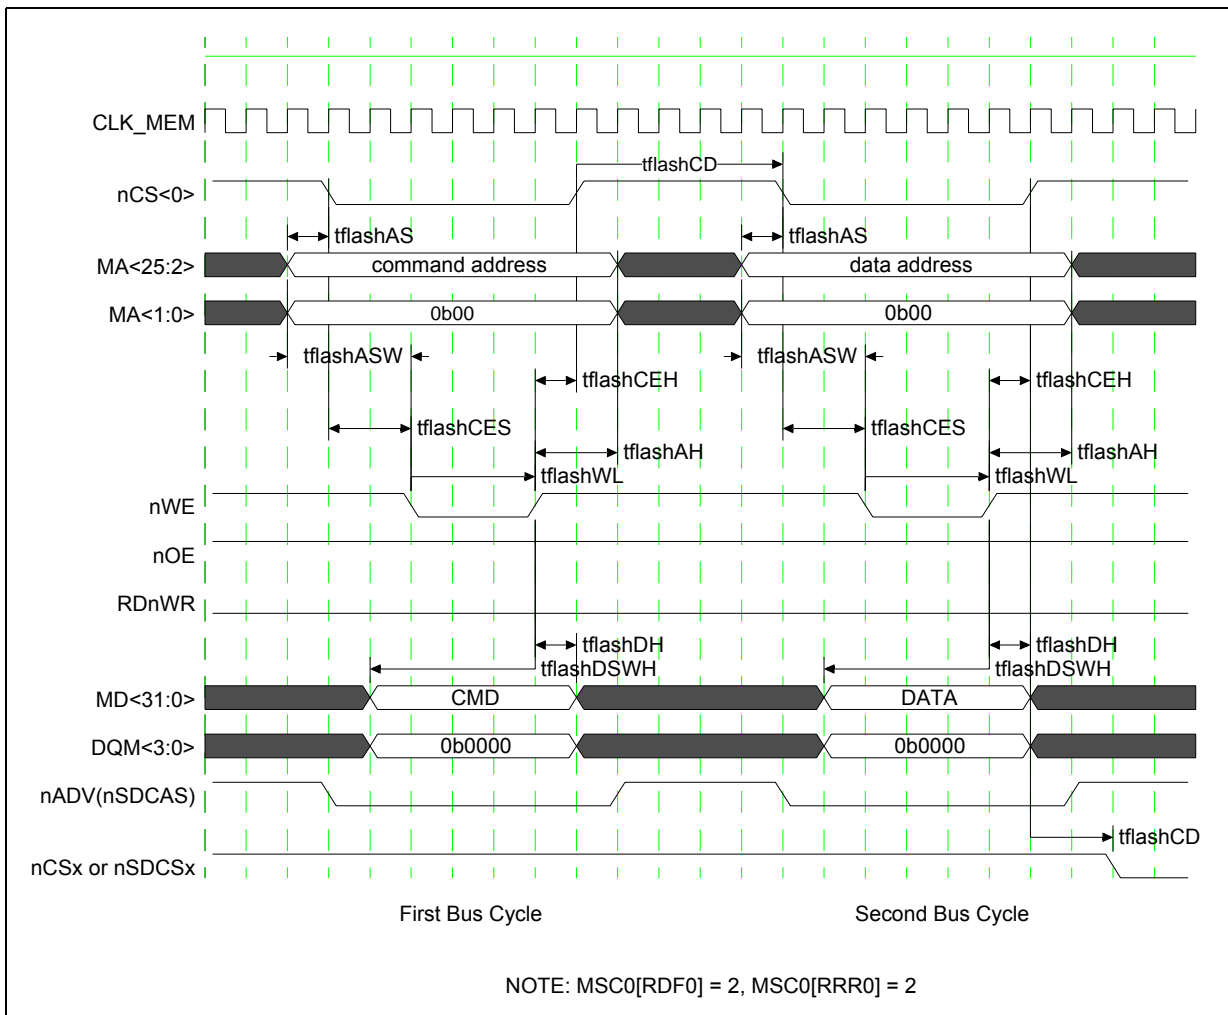 CLK_MEM
tflashCD
nCS<0>
tflashAS
tflashAS
MA<25:2>
command address
data address
MA<1:0>
0b00
0b00
tflashASW
tflashASW
tflashCEH
tflashCEH
tflashCES
tflashCES
tflashAH
tflashAH
tflashWL
tflashWL
nWE
nOE
RDnWR
tflashDH
tflashDH
tflashDSWH
tflashDSWH
MD<31:0>
CMD
DATA
DQM<3:0>
0b0000
0b0000
nADV(nSDCAS)
tflashCD
nCSx or nSDCSx
First Bus Cycle
Second Bus Cycle
NOTE: MSC0[RDF0] = 2, MSC0[RRR0] = 2